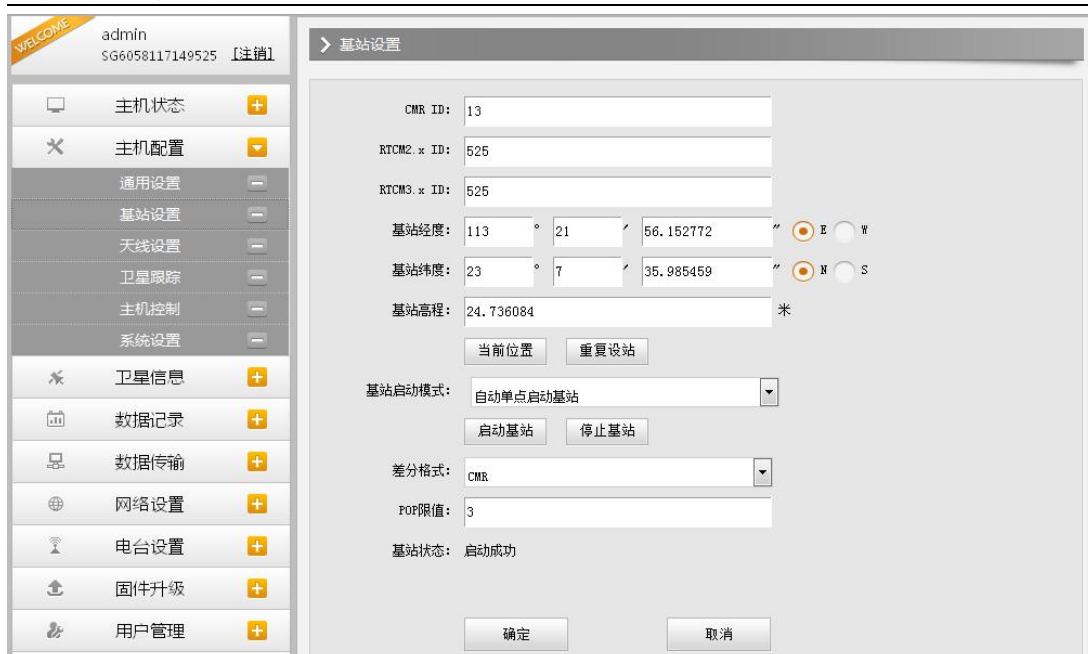 WELCOME
admin
SG6058117149525 [注销]
主机状态
主机配置
通用设置
基站设置
天线设置
卫星跟踪
主机控制
系统设置
卫星信息
数据记录
数据传输
网络设置
电台设置
固件升级
用户管理
基站设置
CMR ID: 13
RTCM2.x ID: 525
RTCM3.x ID: 525
基站经度: 113 ° 21 ′ 56.152772 ″ E W
基站纬度: 23 ° 7 ′ 35.985459 ″ N S
基站高程: 24.736084 米
当前位置 重复设站
基站启动模式: 自动单点启动基站
启动基站 停止基站
差分格式: CMR
POP限值: 3
基站状态: 启动成功
确定 取消